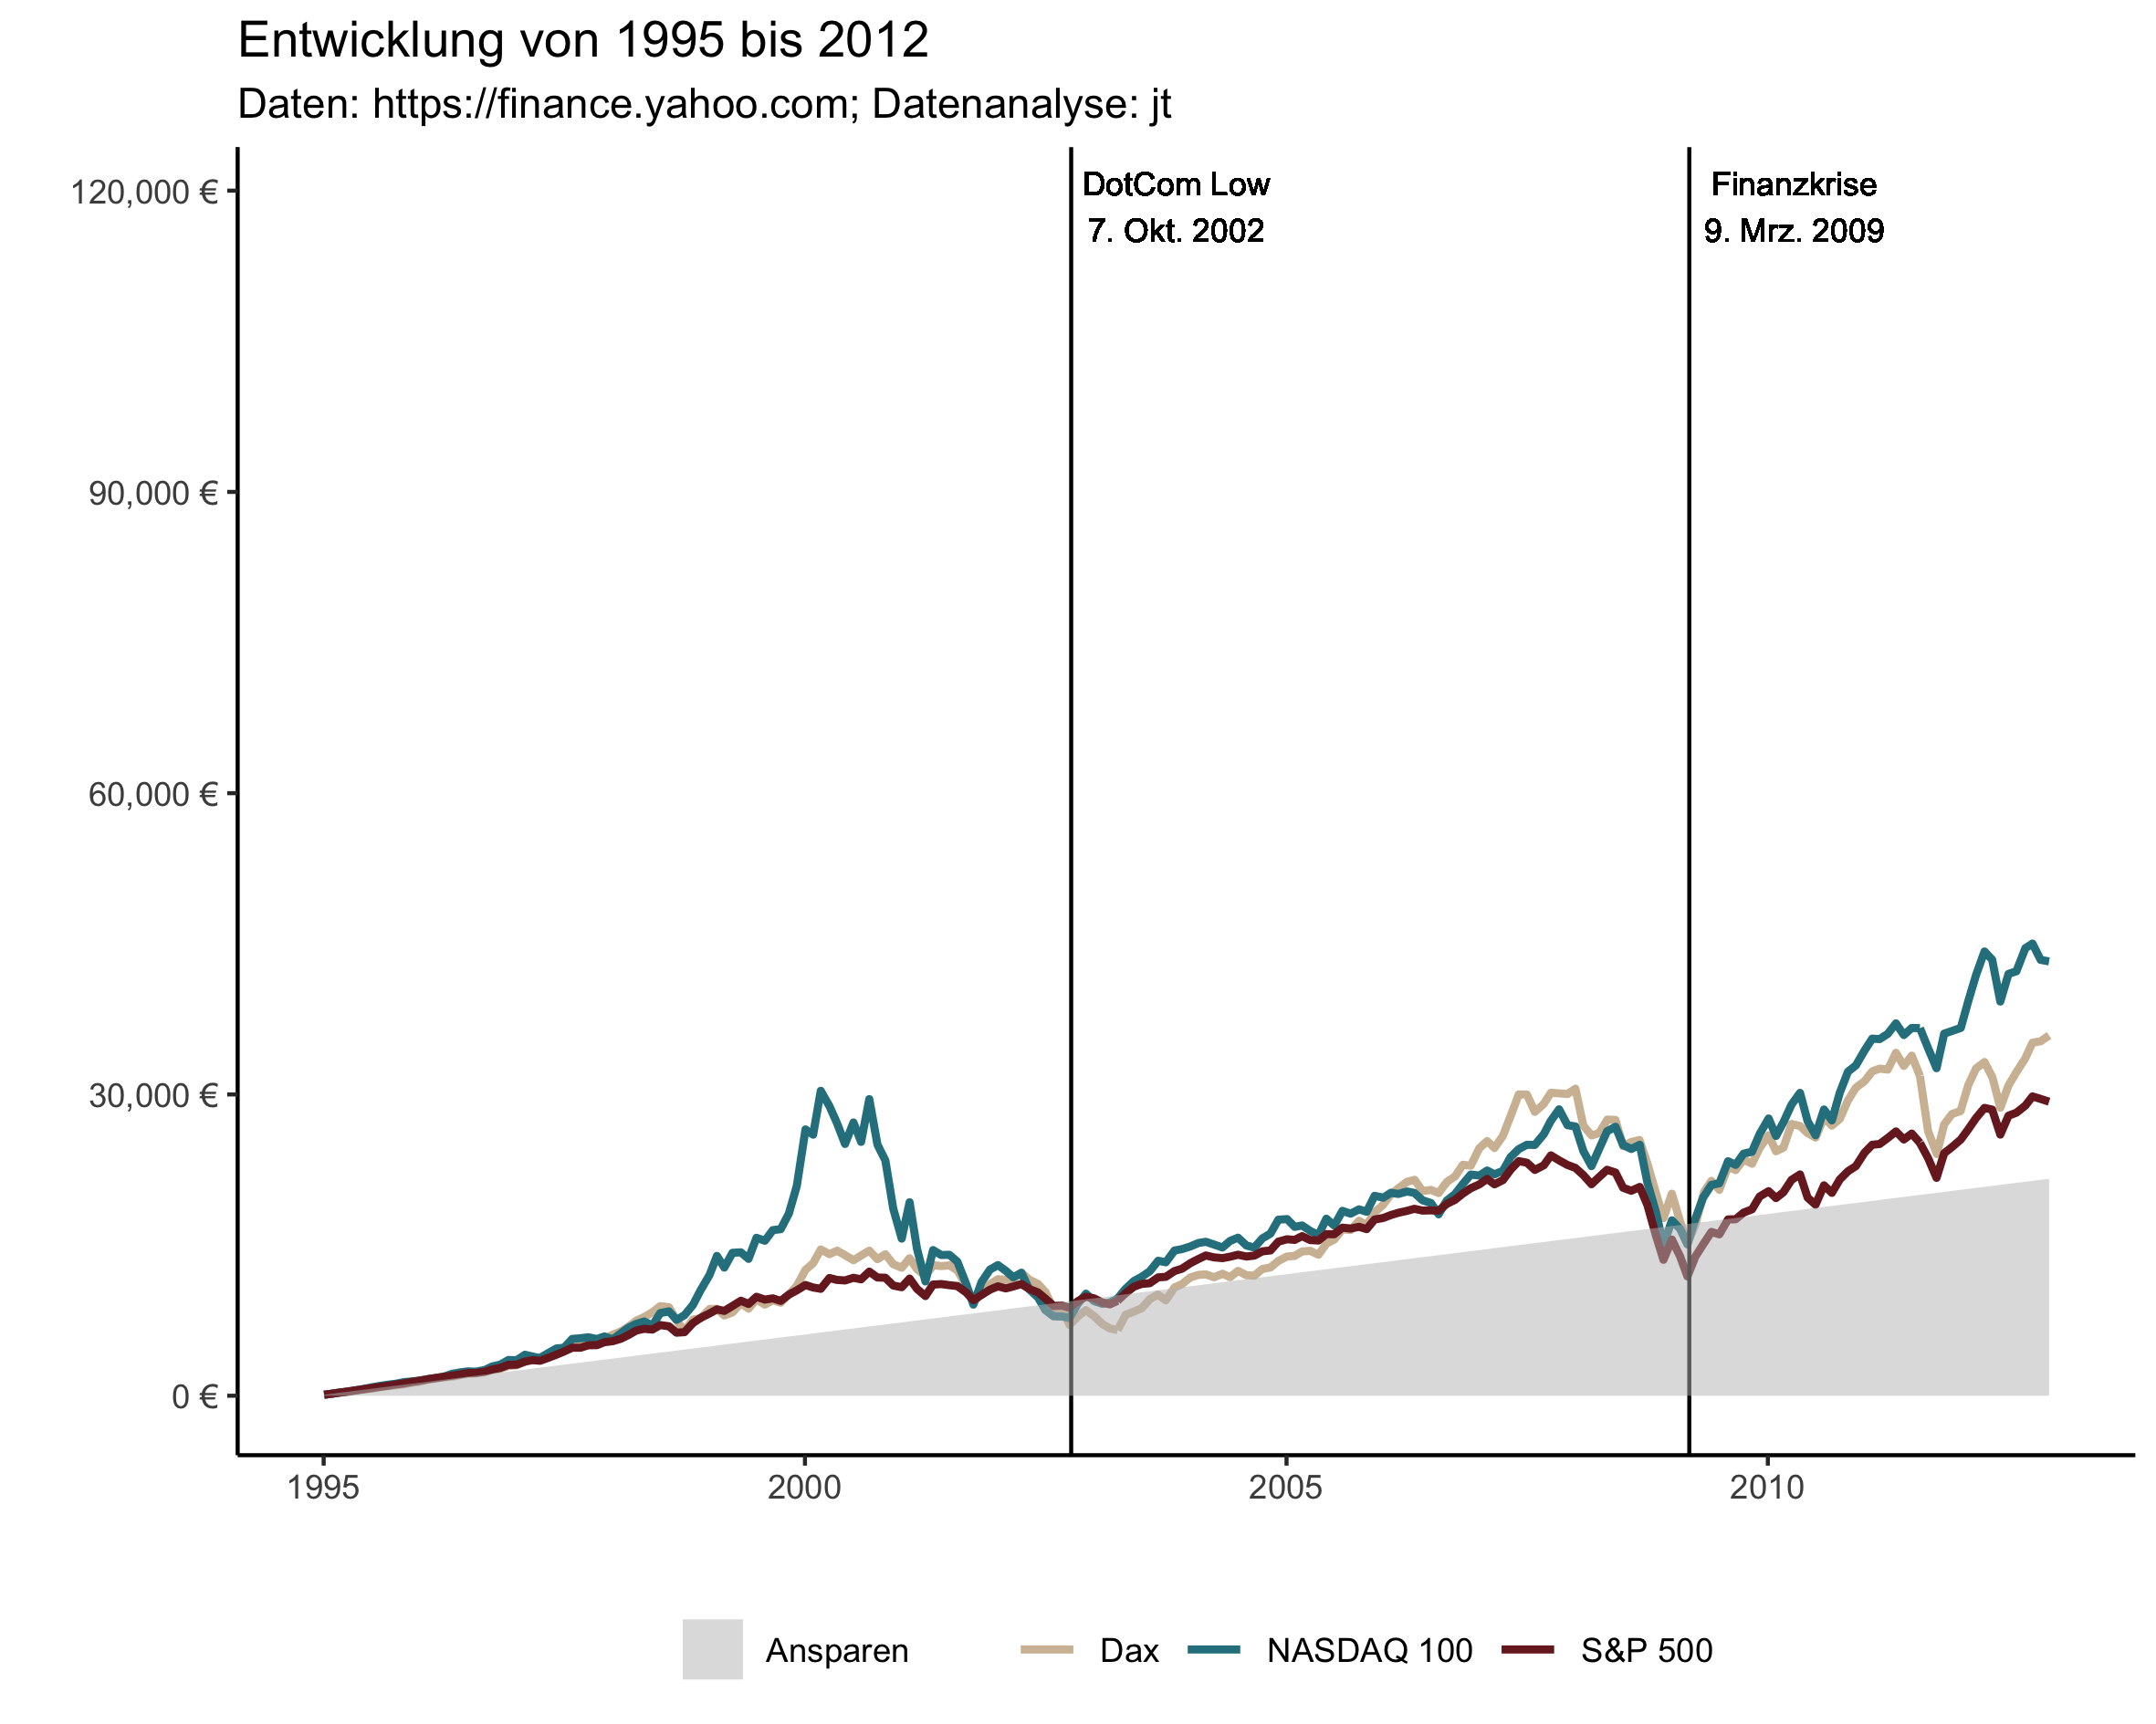 Entwicklung von 1995 bis 2012
Daten: https://finance.yahoo.com; Datenanalyse: jt
120,000 €
90,000 €
60,000 €
30,000 €
0 €
DotCom Low
7. Okt. 2002
Finanzkrise
9. Mrz. 2009
1995 2000 2005 2010
Ansparen Dax NASDAQ 100 S&P 500